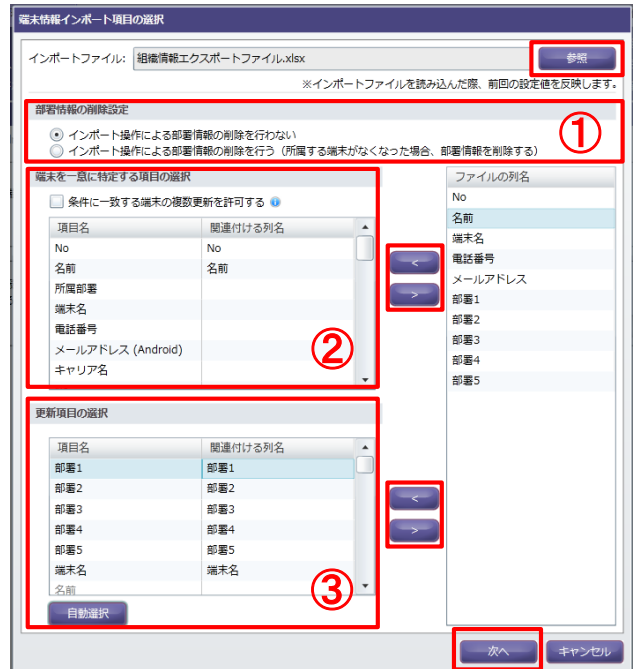 端末情報インポート項目の選択
インポートファイル: 組織情報エクスポートファイル.xlsx 参照
※インポートファイルを読み込んだ際、前回の設定値を反映します。
部署情報の削除設定
インポート操作による部署情報の削除を行わない
インポート操作による部署情報の削除を行う（所属する端末がなくなった場合、部署情報を削除する）
①
端末を一意に特定する項目の選択
条件に一致する端末の複数更新を許可する
項目名 関連付ける列名
No No
名前 名前
所属部署
端末名
電話番号
メールアドレス (Android)
キャリア名
②
<
>
ファイルの列名
No
名前
端末名
電話番号
メールアドレス
部署1
部署2
部署3
部署4
部署5
更新項目の選択
項目名 関連付ける列名
部署1 部署1
部署2 部署2
部署3 部署3
部署4 部署4
部署5 部署5
端末名 端末名
名前
③
<
>
自動選択
次へ キャンセル